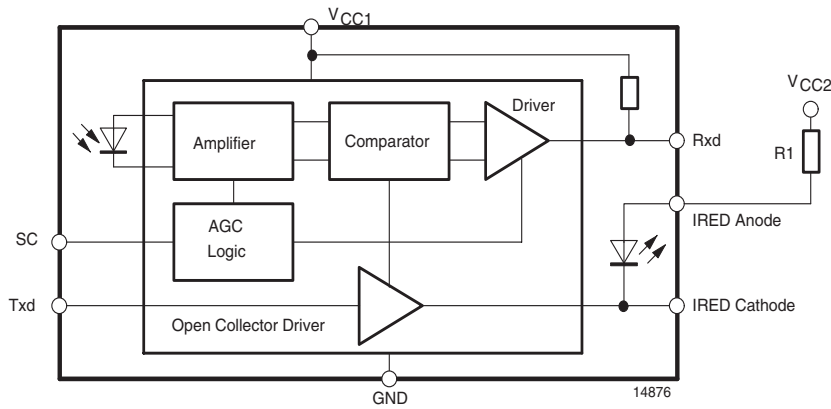 VCC1
Driver
VCC2
Amplifier
Comparator
Rxd
R1
AGC
Logic
IRED Anode
SC
Txd
Open Collector Driver
IRED Cathode
GND
14876